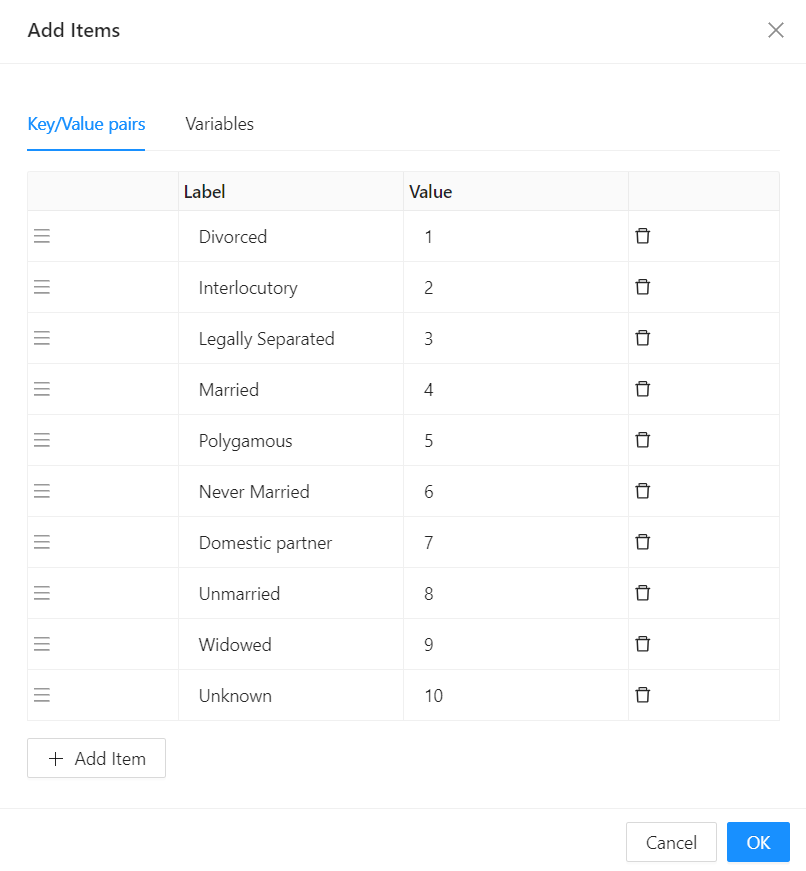 Add Items
Key/Value pairs Variables
Label Value
Divorced 1
Interlocutory 2
Legally Separated 3
Married 4
Polygamous 5
Never Married 6
Domestic partner 7
Unmarried 8
Widowed 9
Unknown 10
Add Item
Cancel OK